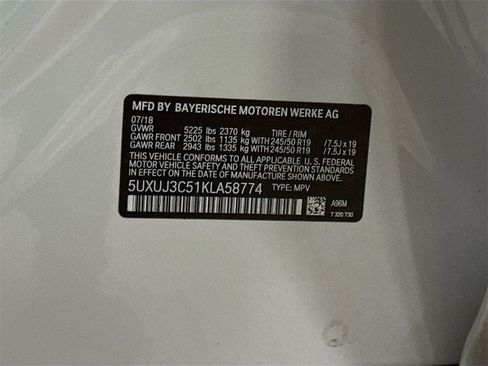 MFD BY BAYERISCHE MOTOREN WERKE AG
07/18
GVWR 5225 lbs 2370 kg TIRE / RIM
GAWR FRONT 2502 lbs 1135 kg WITH 245/50 R19 /7.5J x 19
GAWR REAR 2943 lbs 1335 kg WITH 245/50 R19 /7.5J x 19
THIS VEHICLE CONFORMS TO ALL APPLICABLE U. S. FEDERAL
MOTOR VEHICLE SAFETY, BUMPER, AND THEFT PREVENTION
STANDARDS IN EFFECT ON THE DATE OF MANUFACTURE SHOWN ABOVE.
5UXUJ3C51KLA58774 TYPE: MPV
A96M
7 320 730